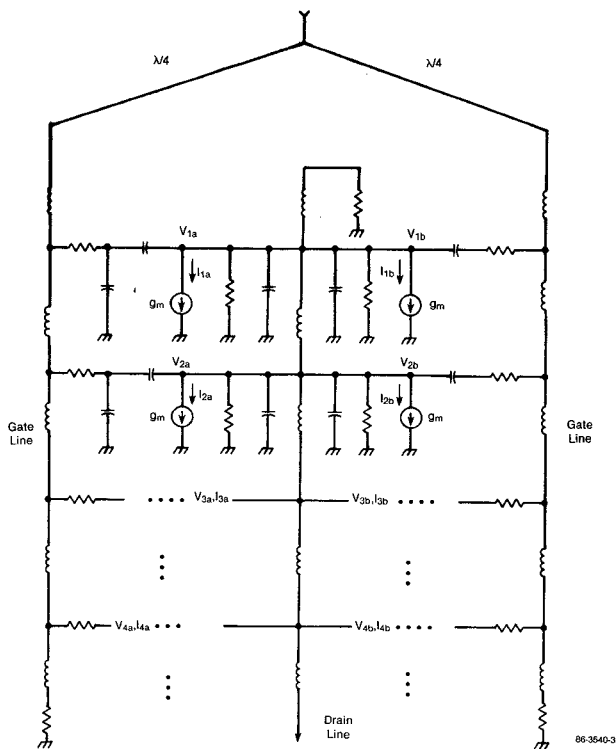 λ/4
λ/4
V1a
V1b
I1a
I1b
gm
gm
V2a
V2b
I2a
I2b
gm
gm
Gate
Line
Gate
Line
V3a,I3a
V3b,I3b
V4a,I4a
V4b,I4b
Drain
Line
86-3540-3